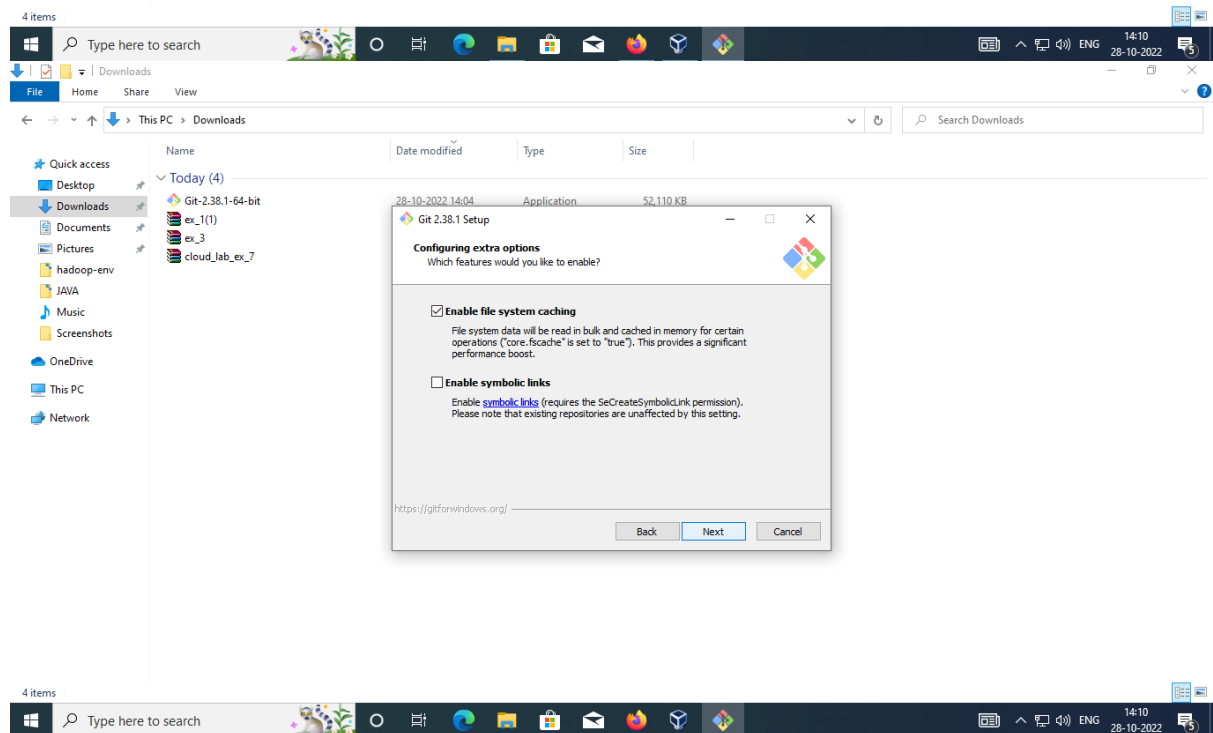 4 items
Type here to search
ENG
14:10
28-10-2022
5
Downloads
File Home Share View
This PC > Downloads
Search Downloads
Name Date modified Type Size
Quick access
Desktop
Downloads
Documents
Pictures
hadoop-env
JAVA
Music
Screenshots
OneDrive
This PC
Network
Today (4)
Git-2.38.1-64-bit 28-10-2022 14:04 Application 52,110 KB
ex_1(1)
ex_3
cloud_lab_ex_7
Git 2.38.1 Setup
Configuring extra options
Which features would you like to enable?
Enable file system caching
File system data will be read in bulk and cached in memory for certain
operations ("core.fscache" is set to "true"). This provides a significant
performance boost.
Enable symbolic links
Enable symbolic links (requires the SeCreateSymbolicLink permission).
Please note that existing repositories are unaffected by this setting.
https://gitforwindows.org/
Back Next Cancel
4 items
Type here to search
ENG
14:10
28-10-2022
5